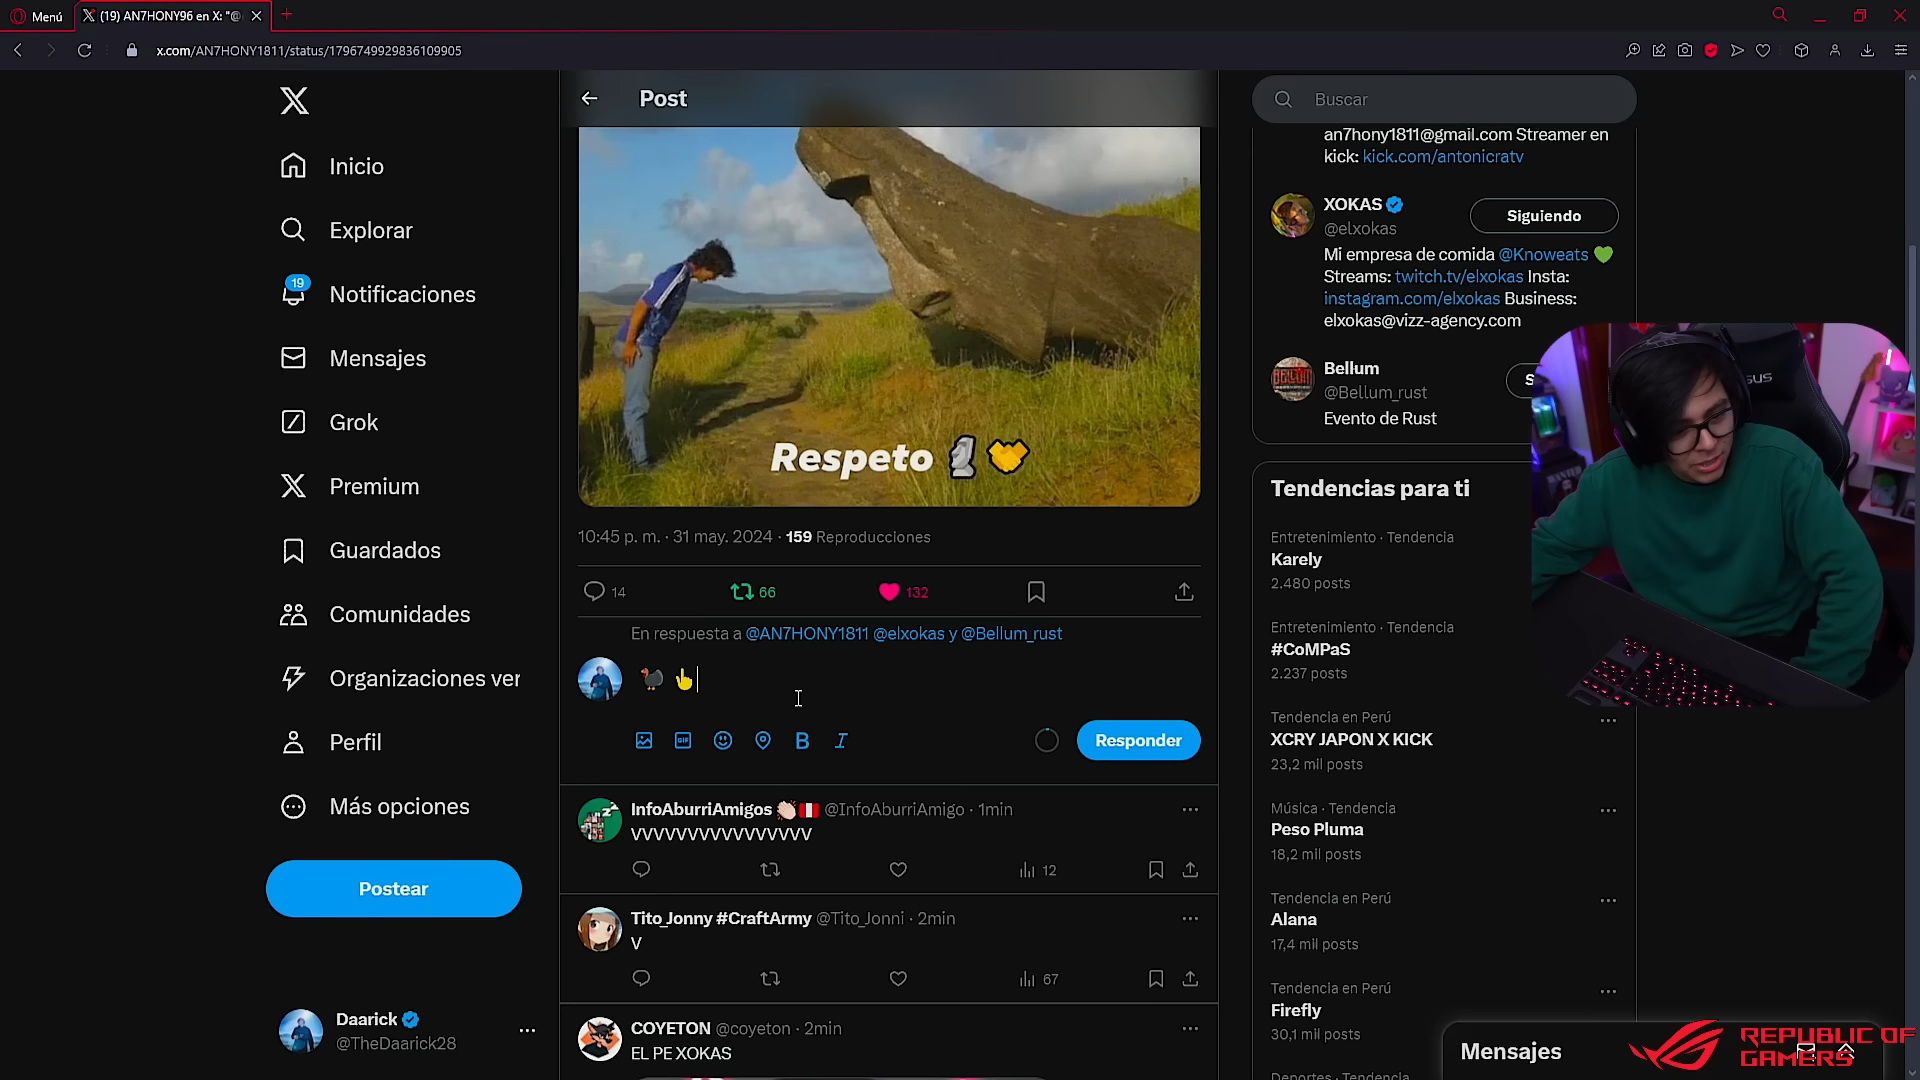 Menú
(19) AN7HONY96 en X: "@
x.com/AN7HONY1811/status/1796749929836109905
Inicio
Explorar
19
Notificaciones
Mensajes
Grok
Premium
Guardados
Comunidades
Organizaciones ver
Perfil
Más opciones
Postear
Daarick
@TheDaarick28
Post
Respeto 🗿🤝
10:45 p. m. · 31 may. 2024 · 159 Reproducciones
14
66
132
En respuesta a @AN7HONY1811 @elxokas y @Bellum_rust
🦃 👆
GIF
B
I
Responder
InfoAburriAmigos 👏🏻🇵🇪 @InfoAburriAmigo · 1min
VVVVVVVVVVVVVVVV
12
Tito_Jonny #CraftArmy @Tito_Jonni · 2min
V
67
COYETON @coyeton · 2min
EL PE XOKAS
Buscar
an7hony1811@gmail.com Streamer en
kick: kick.com/antonicratv
XOKAS
@elxokas
Siguiendo
Mi empresa de comida @Knoweats 💚
Streams: twitch.tv/elxokas Insta:
instagram.com/elxokas Business:
elxokas@vizz-agency.com
Bellum
@Bellum_rust
S
Evento de Rust
Tendencias para ti
Entretenimiento · Tendencia
Karely
2.480 posts
Entretenimiento · Tendencia
#CoMPaS
2.237 posts
Tendencia en Perú
XCRY JAPON X KICK
23,2 mil posts
Música · Tendencia
Peso Pluma
18,2 mil posts
Tendencia en Perú
Alana
17,4 mil posts
Tendencia en Perú
Firefly
30,1 mil posts
Deportes · Tendencia
Mensajes
REPUBLIC OF
GAMERS